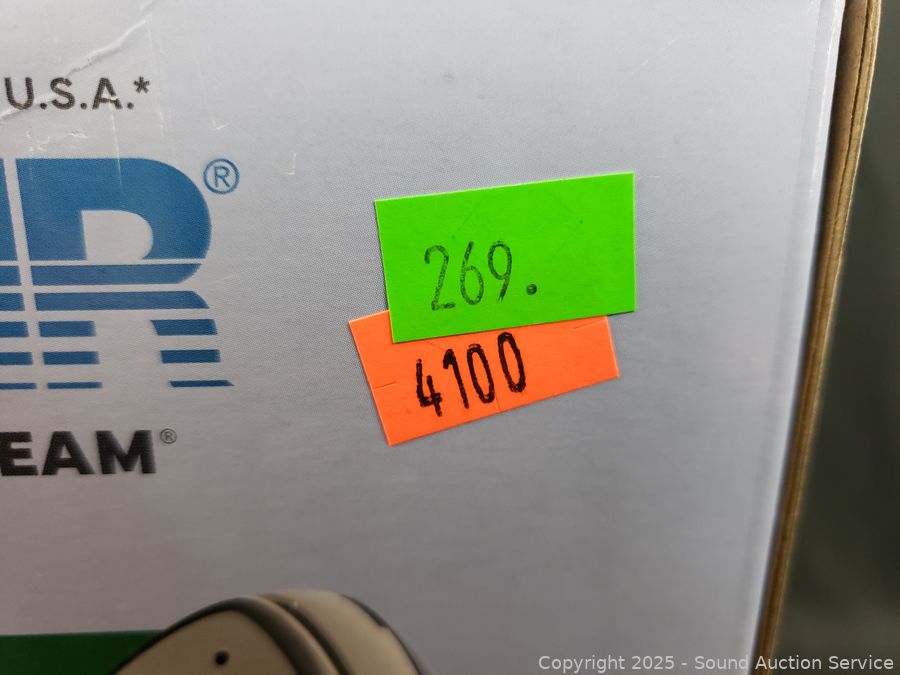 U.S.A.*
R®
EAM®
269.
4100
Copyright 2025 - Sound Auction Service